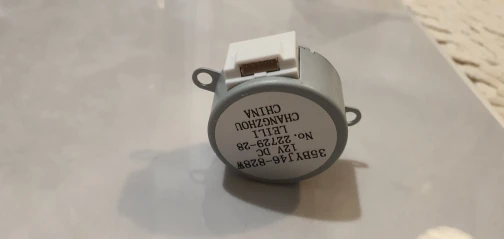 35BYJ46-828W
12V DC
No. 22729-28
LEILI
CHANGZHOU
CHINA